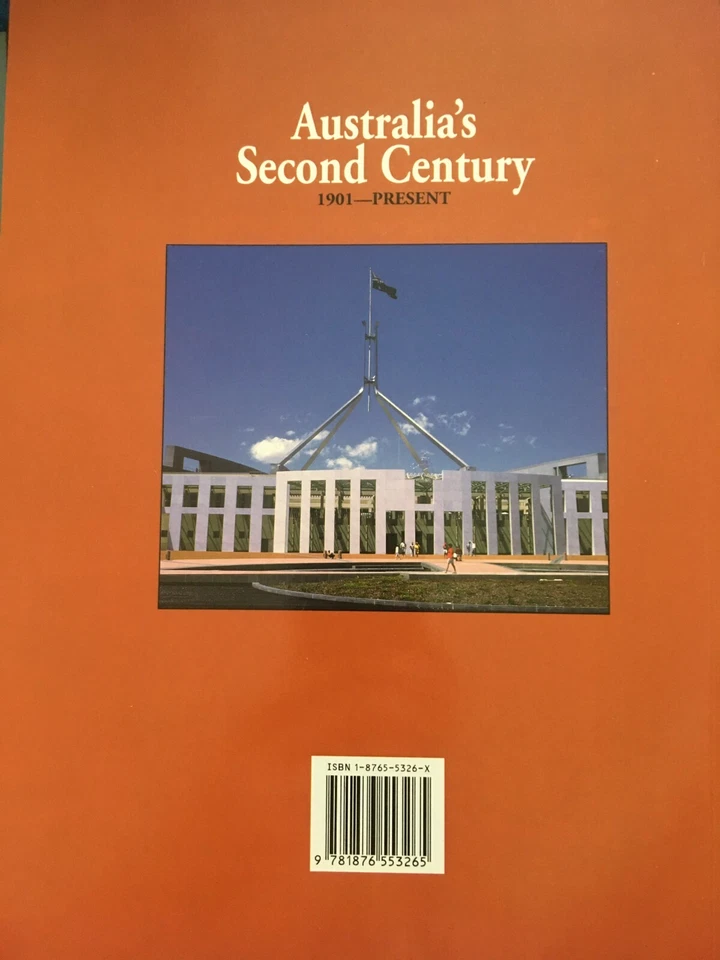 Australia's
Second Century
1901—PRESENT
ISBN 1-8765-5326-X
9 781876 553265